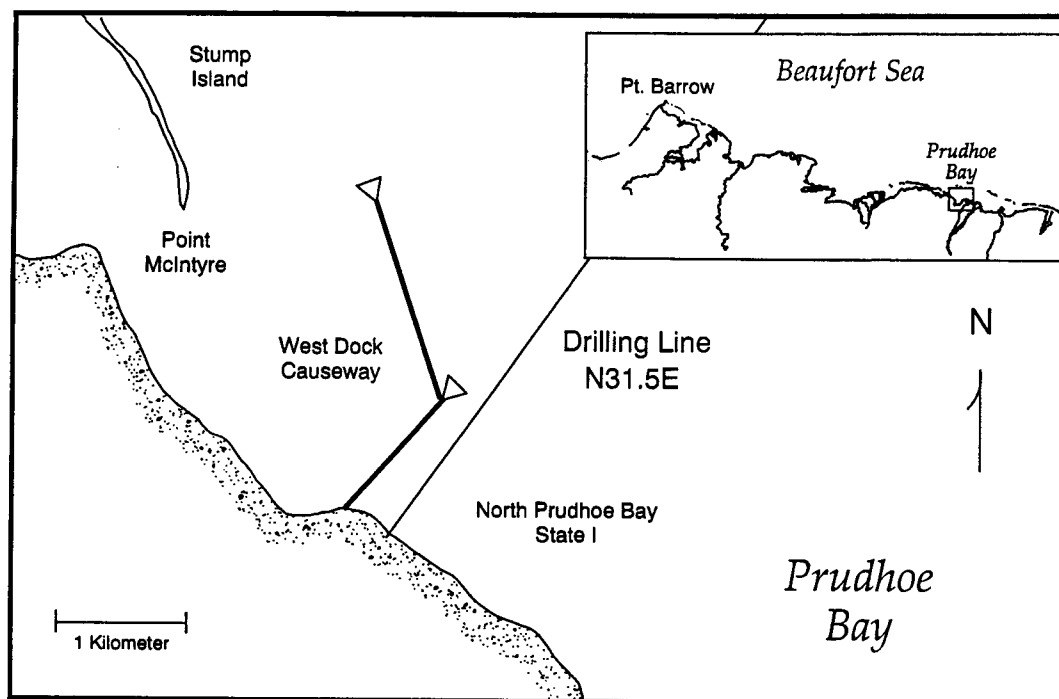 Stump
Island
Beaufort Sea
Pt. Barrow
Prudhoe
Bay
Point
McIntyre
West Dock
Causeway
Drilling Line
N31.5E
N
North Prudhoe Bay
State I
Prudhoe
Bay
1 Kilometer